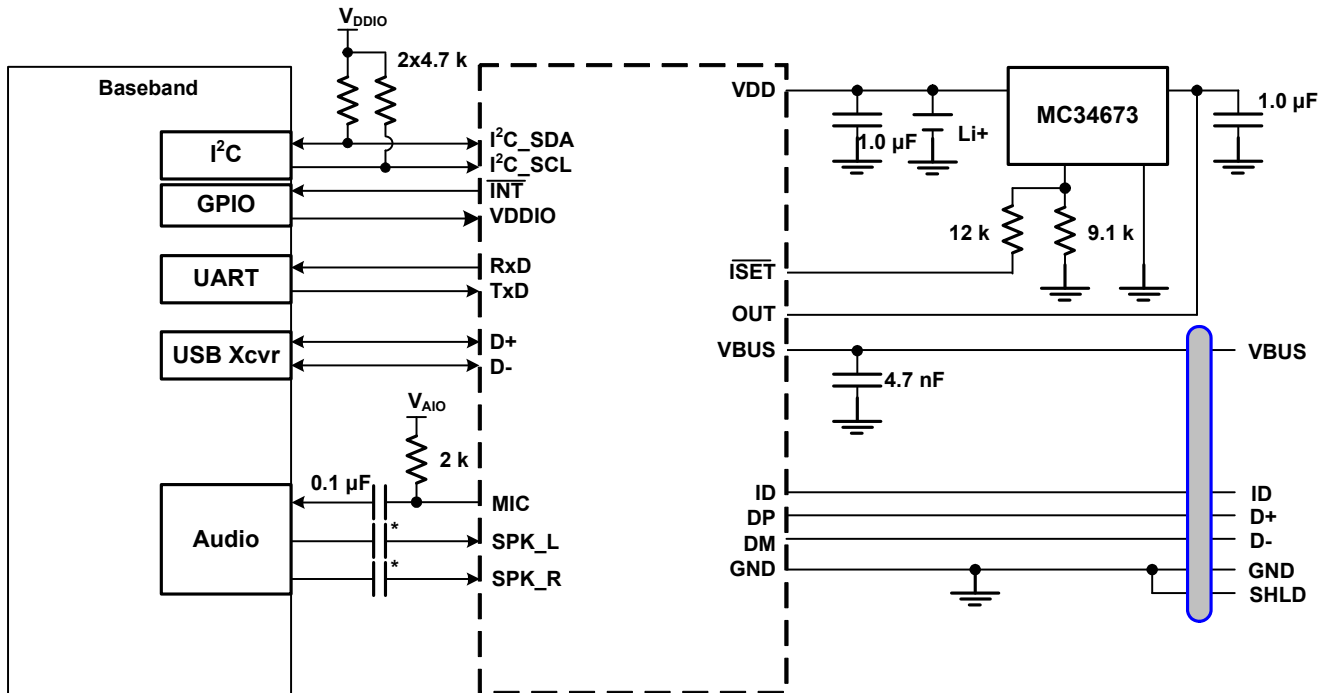 V_DDIO
2x4.7 k
Baseband
I²C
GPIO
UART
USB Xcvr
Audio
V_AIO
2 k
0.1 µF
*
*
I²C_SDA
I²C_SCL
INT
VDDIO
RxD
TxD
D+
D-
MIC
SPK_L
SPK_R
VDD
ISET
OUT
VBUS
ID
DP
DM
GND
1.0 µF
Li+
MC34673
1.0 µF
12 k
9.1 k
4.7 nF
VBUS
ID
D+
D-
GND
SHLD